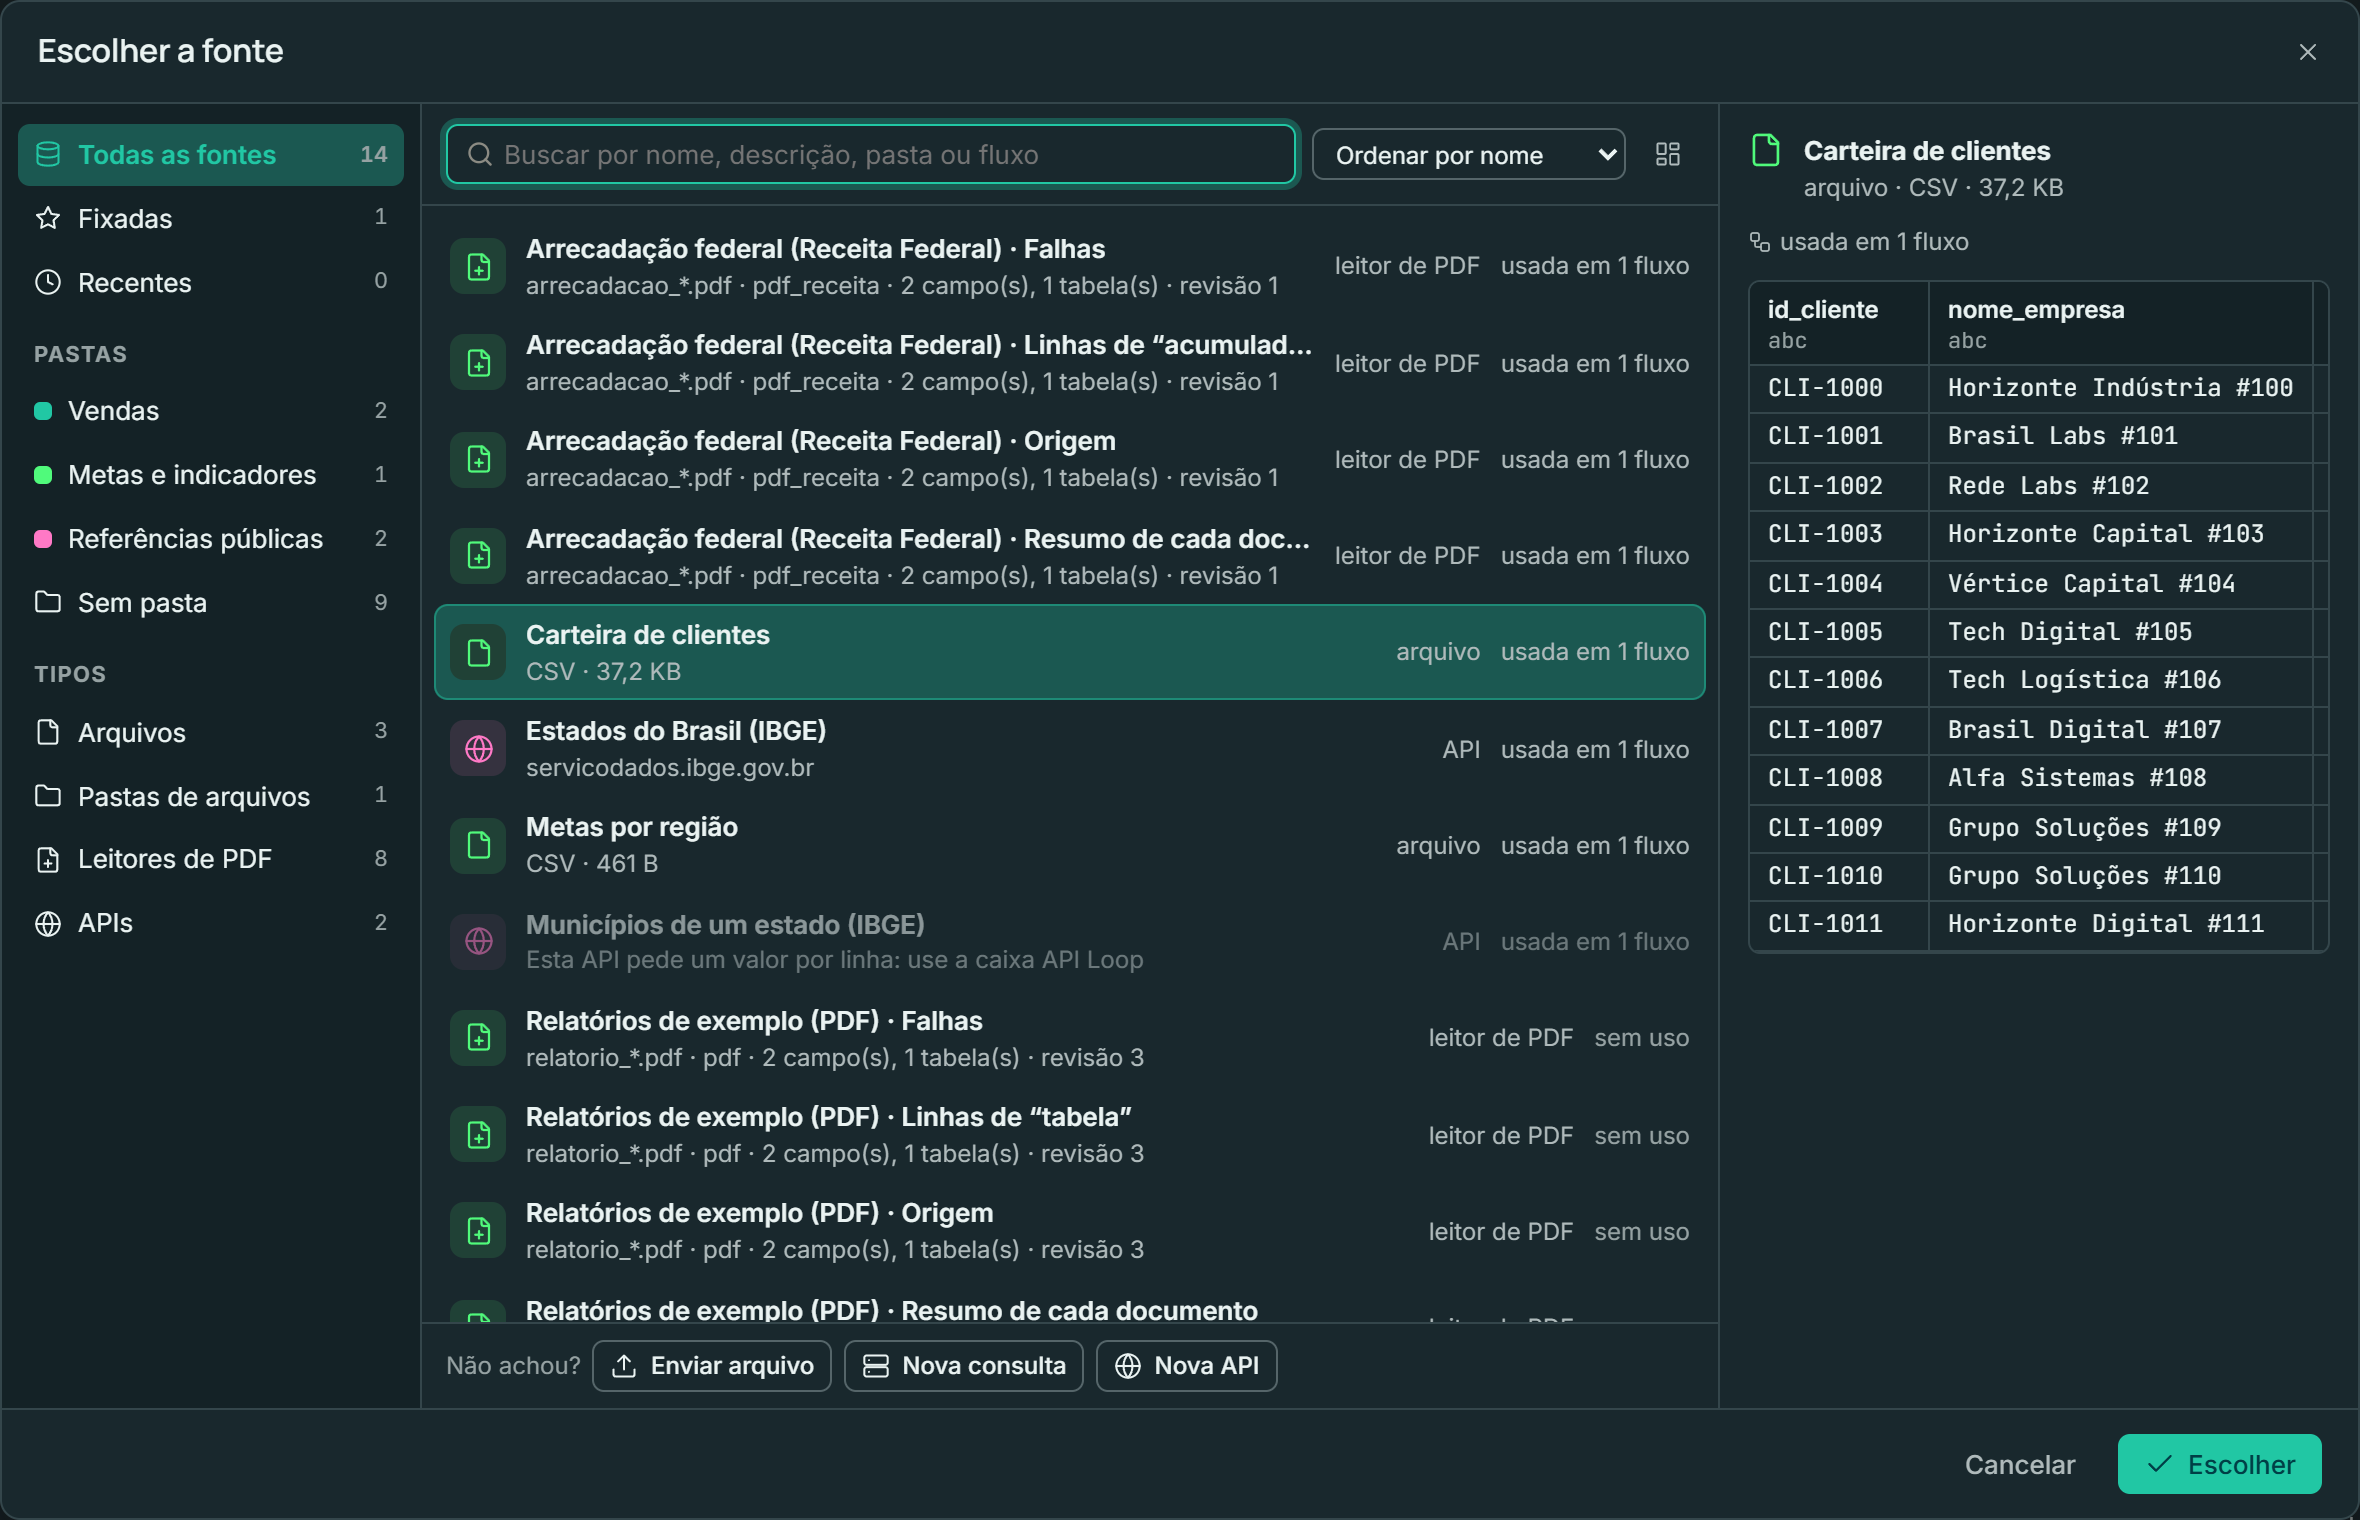 Escolher a fonte
Todas as fontes 14
Fixadas 1
Recentes 0
PASTAS
Vendas 2
Metas e indicadores 1
Referências públicas 2
Sem pasta 9
TIPOS
Arquivos 3
Pastas de arquivos 1
Leitores de PDF 8
APIs 2
Buscar por nome, descrição, pasta ou fluxo
Ordenar por nome
Arrecadação federal (Receita Federal) · Falhas
arrecadacao_*.pdf · pdf_receita · 2 campo(s), 1 tabela(s) · revisão 1
leitor de PDF usada em 1 fluxo
Arrecadação federal (Receita Federal) · Linhas de “acumulad...
arrecadacao_*.pdf · pdf_receita · 2 campo(s), 1 tabela(s) · revisão 1
leitor de PDF usada em 1 fluxo
Arrecadação federal (Receita Federal) · Origem
arrecadacao_*.pdf · pdf_receita · 2 campo(s), 1 tabela(s) · revisão 1
leitor de PDF usada em 1 fluxo
Arrecadação federal (Receita Federal) · Resumo de cada doc...
arrecadacao_*.pdf · pdf_receita · 2 campo(s), 1 tabela(s) · revisão 1
leitor de PDF usada em 1 fluxo
Carteira de clientes
CSV · 37,2 KB
arquivo usada em 1 fluxo
Estados do Brasil (IBGE)
servicodados.ibge.gov.br
API usada em 1 fluxo
Metas por região
CSV · 461 B
arquivo usada em 1 fluxo
Municípios de um estado (IBGE)
Esta API pede um valor por linha: use a caixa API Loop
API usada em 1 fluxo
Relatórios de exemplo (PDF) · Falhas
relatorio_*.pdf · pdf · 2 campo(s), 1 tabela(s) · revisão 3
leitor de PDF sem uso
Relatórios de exemplo (PDF) · Linhas de “tabela”
relatorio_*.pdf · pdf · 2 campo(s), 1 tabela(s) · revisão 3
leitor de PDF sem uso
Relatórios de exemplo (PDF) · Origem
relatorio_*.pdf · pdf · 2 campo(s), 1 tabela(s) · revisão 3
leitor de PDF sem uso
Relatórios de exemplo (PDF) · Resumo de cada documento
Não achou? Enviar arquivo Nova consulta Nova API
Carteira de clientes
arquivo · CSV · 37,2 KB
usada em 1 fluxo
id_cliente nome_empresa
abc abc
CLI-1000 Horizonte Indústria #100
CLI-1001 Brasil Labs #101
CLI-1002 Rede Labs #102
CLI-1003 Horizonte Capital #103
CLI-1004 Vértice Capital #104
CLI-1005 Tech Digital #105
CLI-1006 Tech Logística #106
CLI-1007 Brasil Digital #107
CLI-1008 Alfa Sistemas #108
CLI-1009 Grupo Soluções #109
CLI-1010 Grupo Soluções #110
CLI-1011 Horizonte Digital #111
Cancelar Escolher